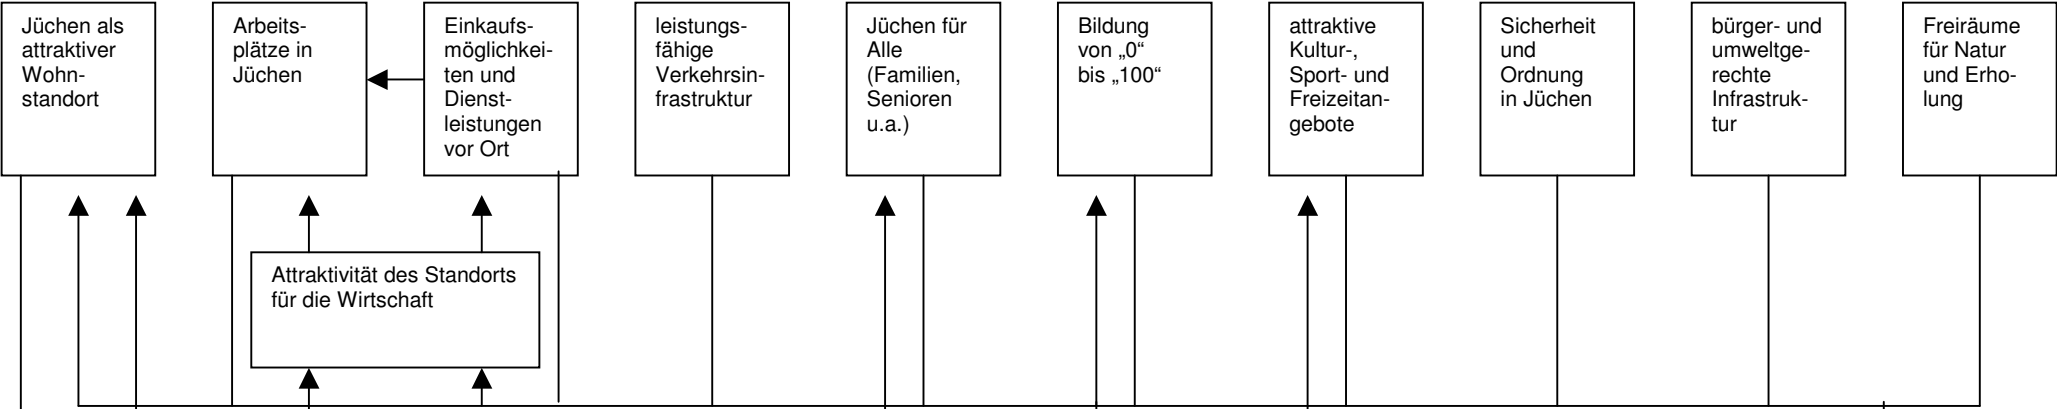 Jüchen als
attraktiver
Wohn-
standort
Arbeits-
plätze in
Jüchen
Einkaufs-
möglichkei-
ten und
Dienst-
leistungen
vor Ort
leistungs-
fähige
Verkehrsin-
frastruktur
Jüchen für
Alle
(Familien,
Senioren
u.a.)
Bildung
von „0“
bis „100“
attraktive
Kultur-,
Sport- und
Freizeitan-
gebote
Sicherheit
und
Ordnung
in Jüchen
bürger- und
umweltge-
rechte
Infrastruk-
tur
Freiräume
für Natur
und Erho-
lung
Attraktivität des Standorts
für die Wirtschaft